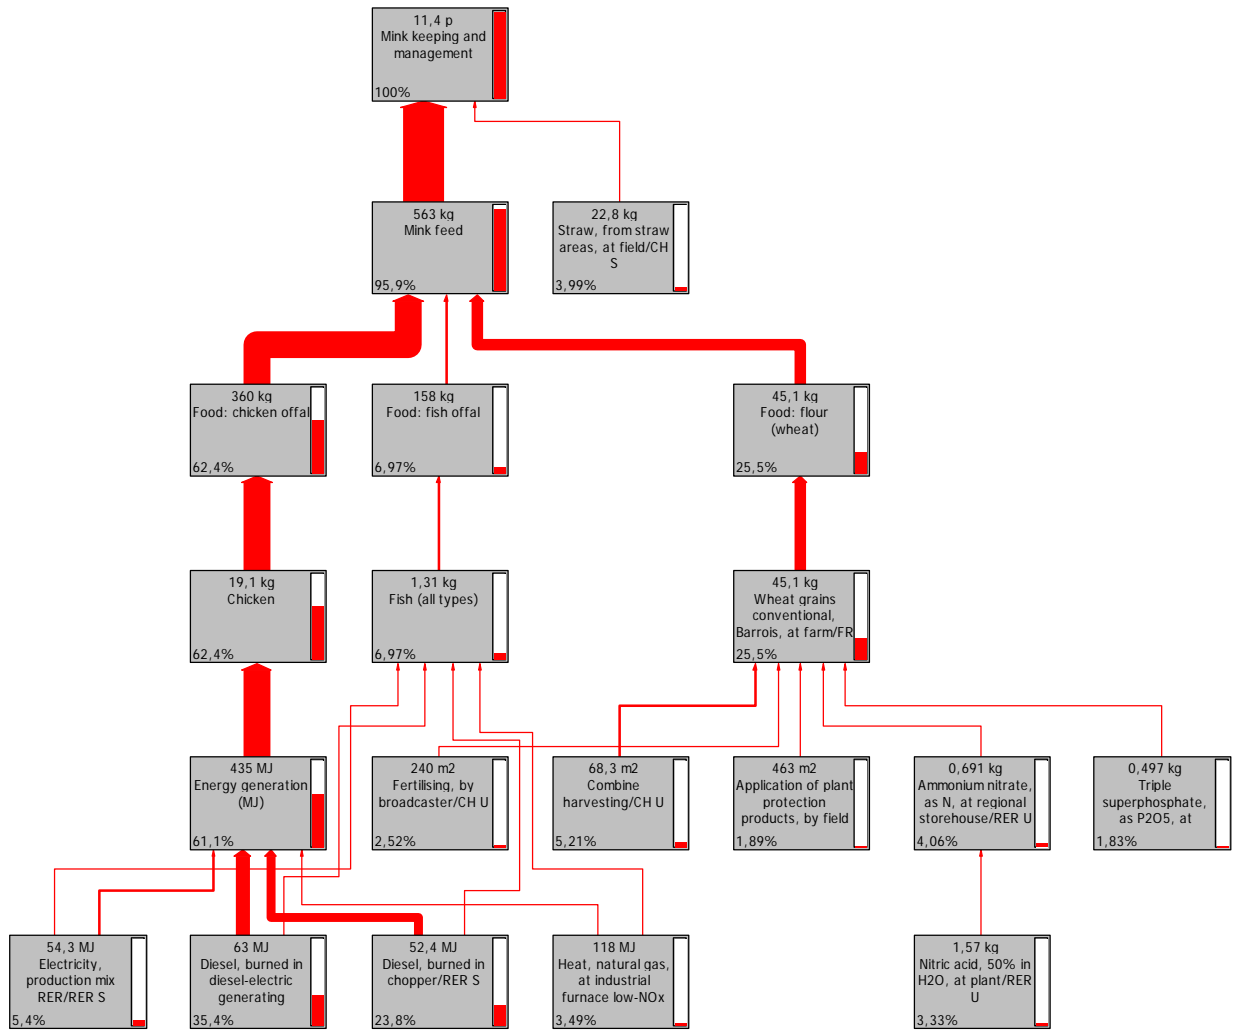 11,4 p
Mink keeping and
management
100%
563 kg
Mink feed
95,9%
22,8 kg
Straw, from straw
areas, at field/CH
S
3,99%
360 kg
Food: chicken offal
62,4%
158 kg
Food: fish offal
6,97%
45,1 kg
Food: flour
(wheat)
25,5%
19,1 kg
Chicken
62,4%
1,31 kg
Fish (all types)
6,97%
45,1 kg
Wheat grains
conventional,
Barrois, at farm/FR
25,5%
435 MJ
Energy generation
(MJ)
61,1%
240 m2
Fertilising, by
broadcaster/CH U
2,52%
68,3 m2
Combine
harvesting/CH U
5,21%
463 m2
Application of plant
protection
products, by field
1,89%
0,691 kg
Ammonium nitrate,
as N, at regional
storehouse/RER U
4,06%
0,497 kg
Triple
superphosphate,
as P2O5, at
1,83%
54,3 MJ
Electricity,
production mix
RER/RER S
5,4%
63 MJ
Diesel, burned in
diesel-electric
generating
35,4%
52,4 MJ
Diesel, burned in
chopper/RER S
23,8%
118 MJ
Heat, natural gas,
at industrial
furnace low-NOx
3,49%
1,57 kg
Nitric acid, 50% in
H2O, at plant/RER
U
3,33%